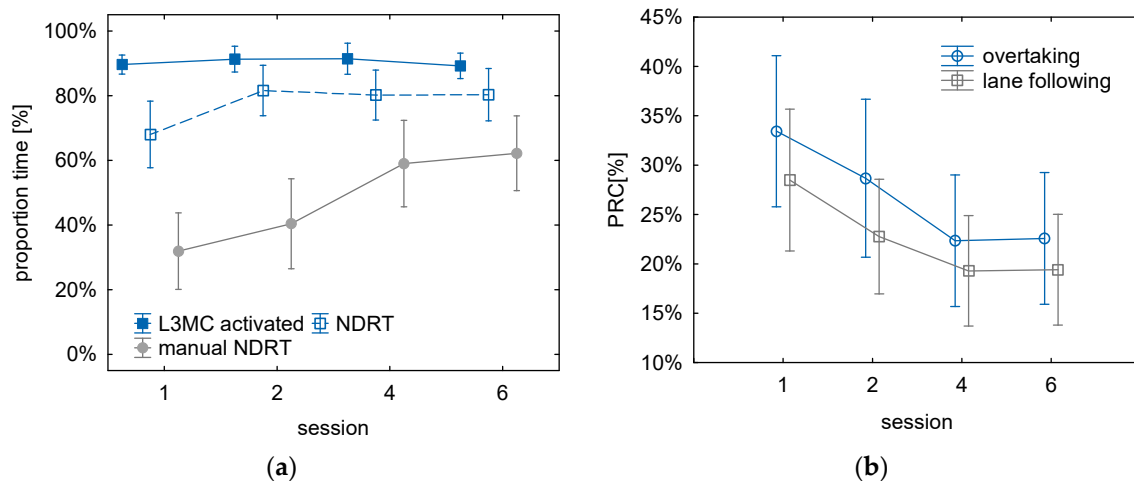 100%
80%
60%
40%
20%
0%
proportion time [%]
L3MC activated NDRT
manual NDRT
1 2 4 6
session
(a)
45%
40%
35%
30%
25%
20%
15%
10%
PRC[%]
overtaking
lane following
1 2 4 6
session
(b)